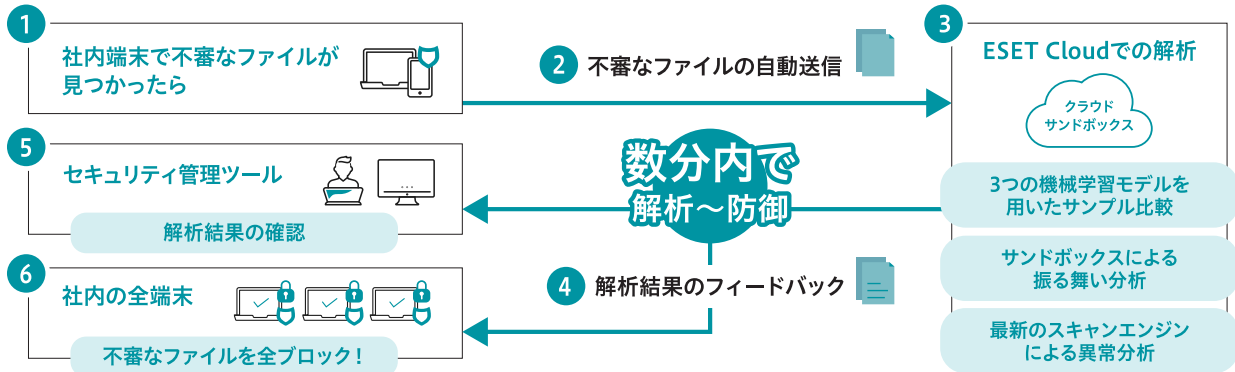 1
社内端末で不審なファイルが
見つかったら
2 不審なファイルの自動送信
3
ESET Cloudでの解析
クラウド
サンドボックス
3つの機械学習モデルを
用いたサンプル比較
サンドボックスによる
振る舞い分析
最新のスキャンエンジン
による異常分析
数分内で
解析～防御
4 解析結果のフィードバック
5
セキュリティ管理ツール
解析結果の確認
6
社内の全端末
不審なファイルを全ブロック！